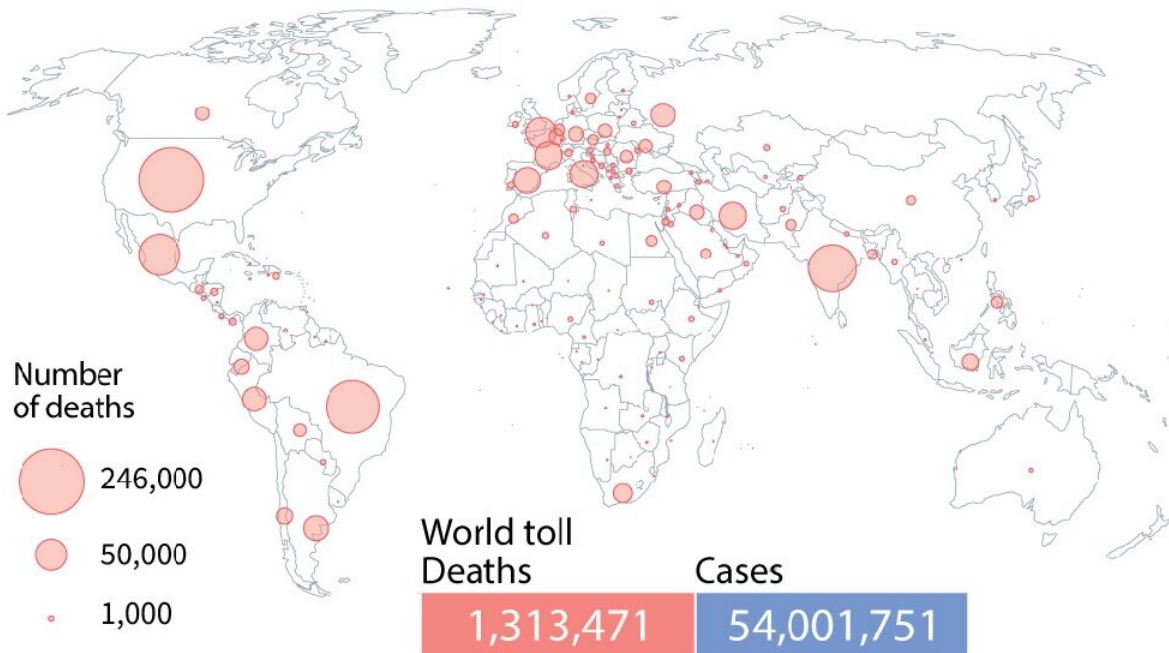 Number
of deaths
246,000
50,000
1,000
World toll
Deaths
Cases
1,313,471
54,001,751